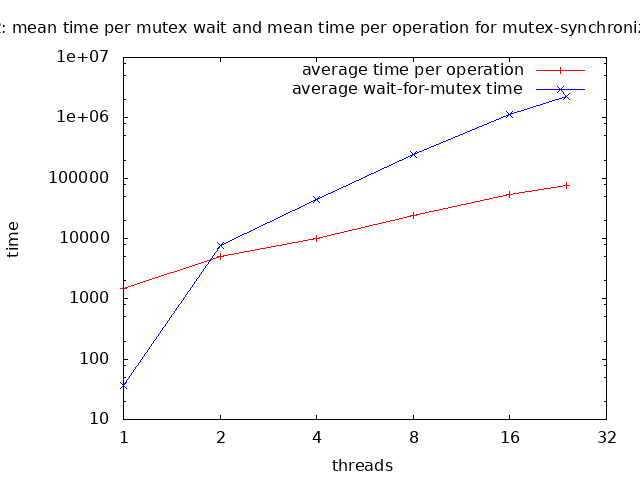 : mean time per mutex wait and mean time per operation for mutex-synchroni
1e+07
average time per operation
average wait-for-mutex time
1e+06
100000
10000
1000
100
10
time
1 2 4 8 16 32
threads